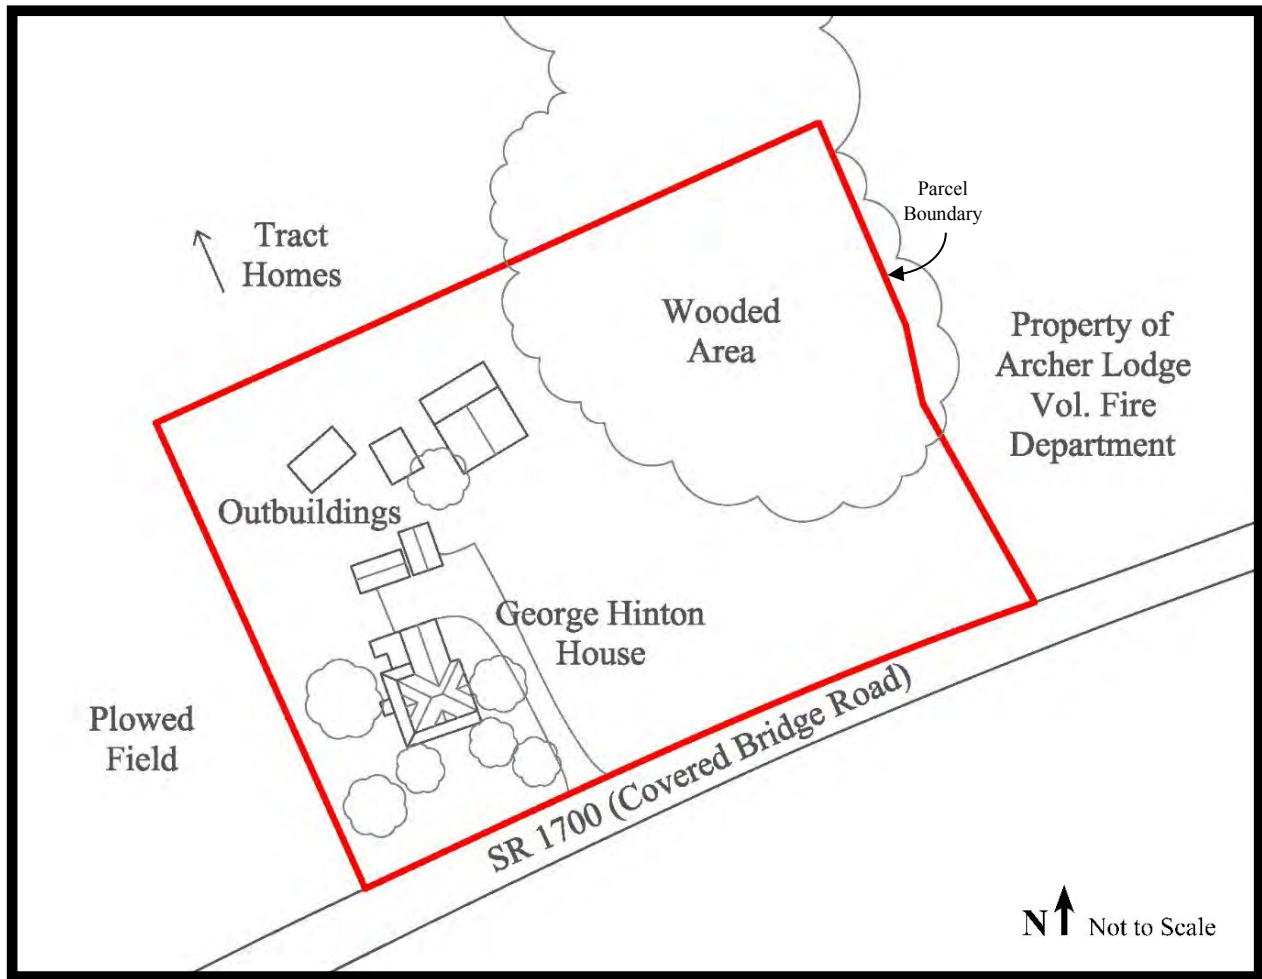 Parcel
Boundary
Tract
Homes
Wooded
Area
Property of
Archer Lodge
Vol. Fire
Department
Outbuildings
George Hinton
House
Plowed
Field
SR 1700 (Covered Bridge Road)
N Not to Scale